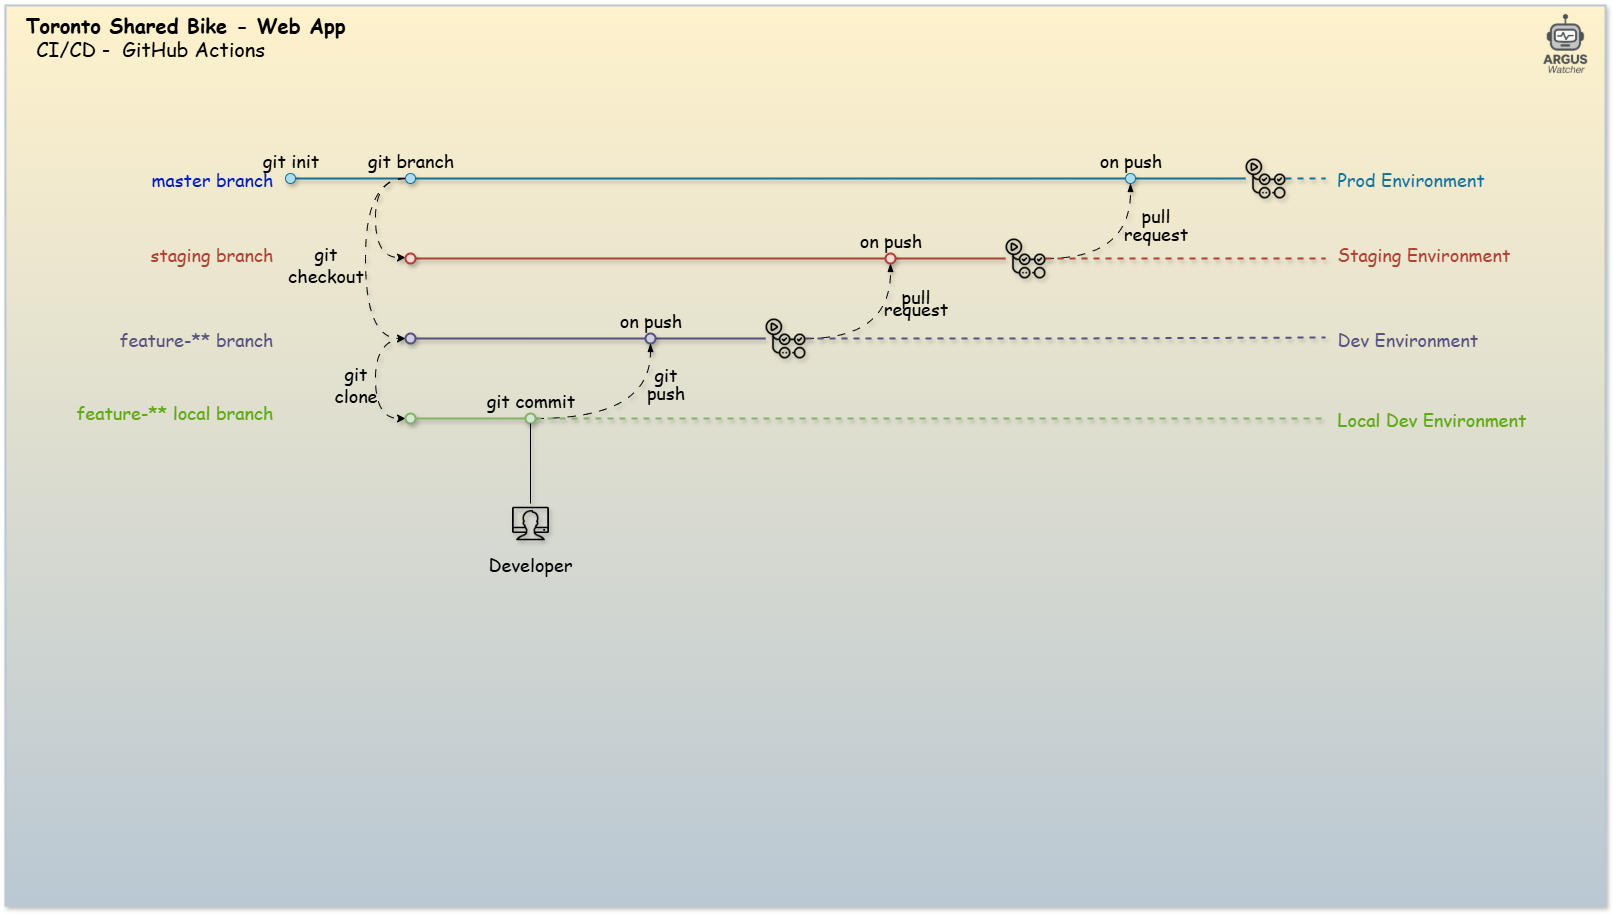 Toronto Shared Bike - Web App
CI/CD - GitHub Actions
ARGUS
Watcher
git init
git branch
on push
master branch
Prod Environment
pull
request
on push
staging branch
git
checkout
Staging Environment
pull
request
on push
feature-** branch
Dev Environment
git
clone
git
push
git commit
feature-** local branch
Local Dev Environment
Developer